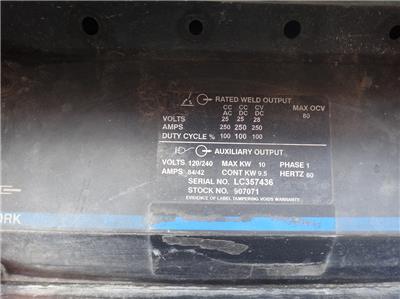 RATED WELD OUTPUT
CC CC CV
AC DC DC
MAX OCV
VOLTS 25 25 28 80
AMPS 250 250 250
DUTY CYCLE % 100 100 100
AUXILIARY OUTPUT
VOLTS 120/240 MAX KW 10 PHASE 1
AMPS 84/42 CONT KW 9.5 HERTZ 60
SERIAL NO. LC357436
STOCK NO. 907071
EVIDENCE OF LABEL TAMPERING VOIDS WARRANTY
ORK